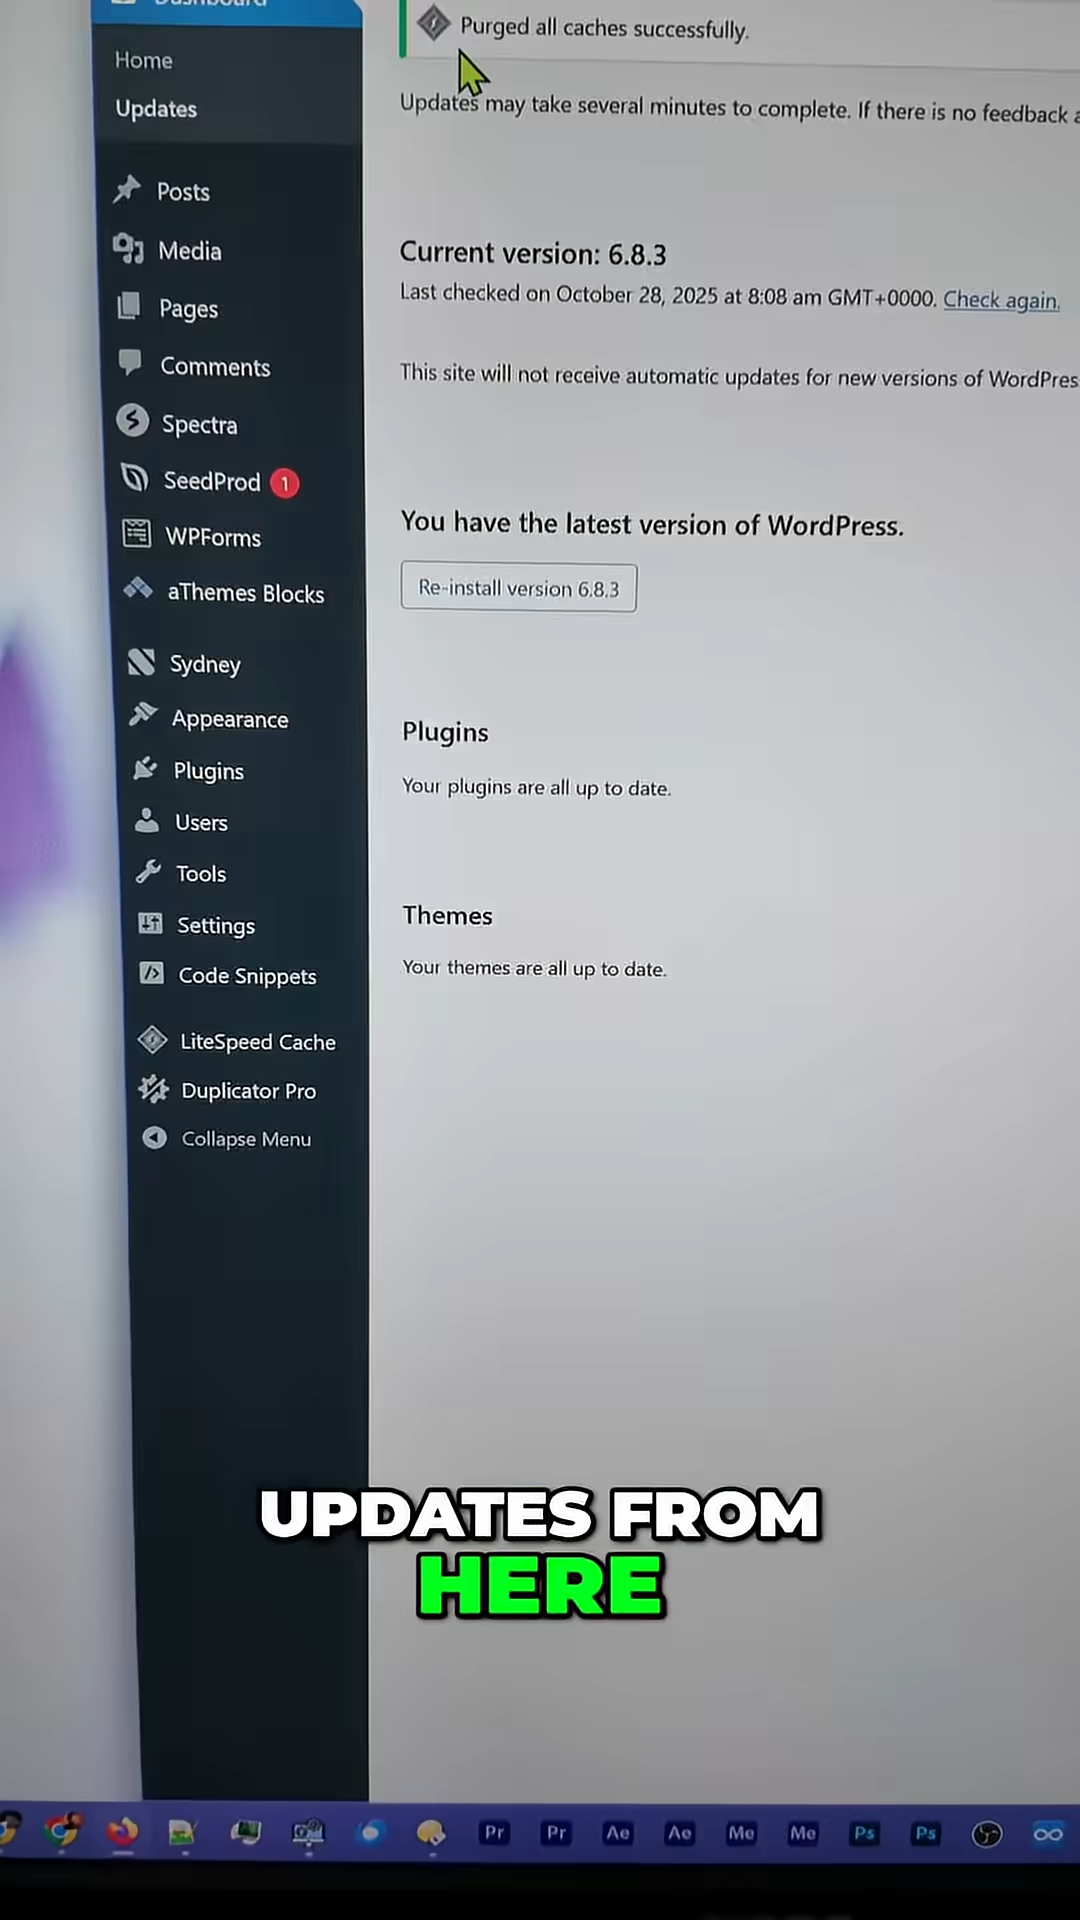 Dashboard
Home
Updates
Posts
Media
Pages
Comments
Spectra
SeedProd 1
WPForms
aThemes Blocks
Sydney
Appearance
Plugins
Users
Tools
Settings
Code Snippets
LiteSpeed Cache
Duplicator Pro
Collapse Menu
Purged all caches successfully.
Updates may take several minutes to complete. If there is no feedback
Current version: 6.8.3
Last checked on October 28, 2025 at 8:08 am GMT+0000. Check again.
This site will not receive automatic updates for new versions of WordPres
You have the latest version of WordPress.
Re-install version 6.8.3
Plugins
Your plugins are all up to date.
Themes
Your themes are all up to date.
UPDATES FROM
HERE
Pr Pr Ae Ae Me Me Ps Ps